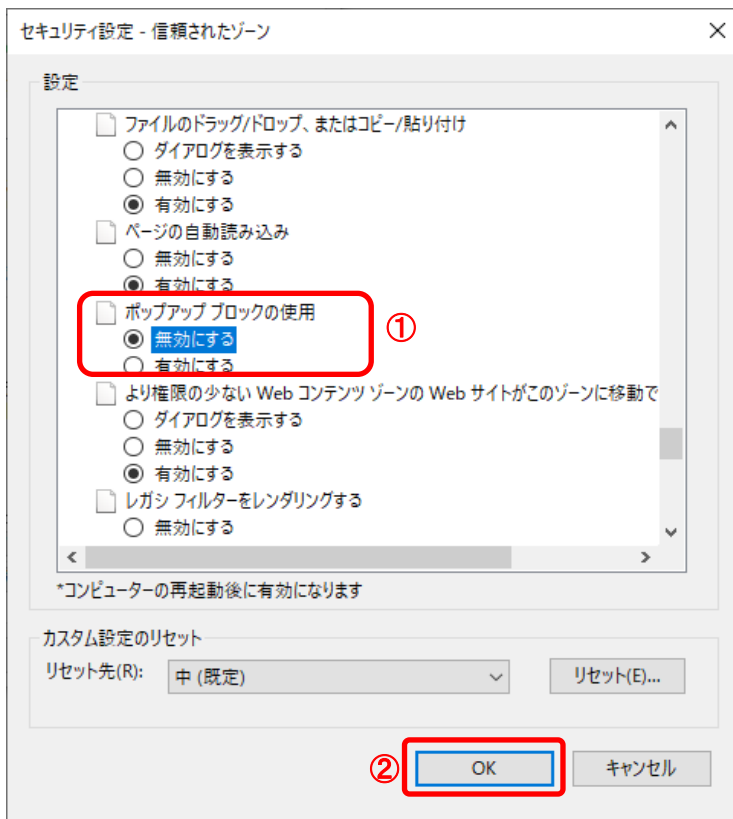 セキュリティ設定 - 信頼されたゾーン
設定
ファイルのドラッグ/ドロップ、またはコピー/貼り付け
ダイアログを表示する
無効にする
有効にする
ページの自動読み込み
無効にする
有効にする
ポップアップ ブロックの使用
①
無効にする
有効にする
より権限の少ない Web コンテンツ ゾーンの Web サイトがこのゾーンに移動で
ダイアログを表示する
無効にする
有効にする
レガシ フィルターをレンダリングする
無効にする
*コンピューターの再起動後に有効になります
カスタム設定のリセット
リセット先(R): 中 (既定) リセット(E)...
② OK キャンセル